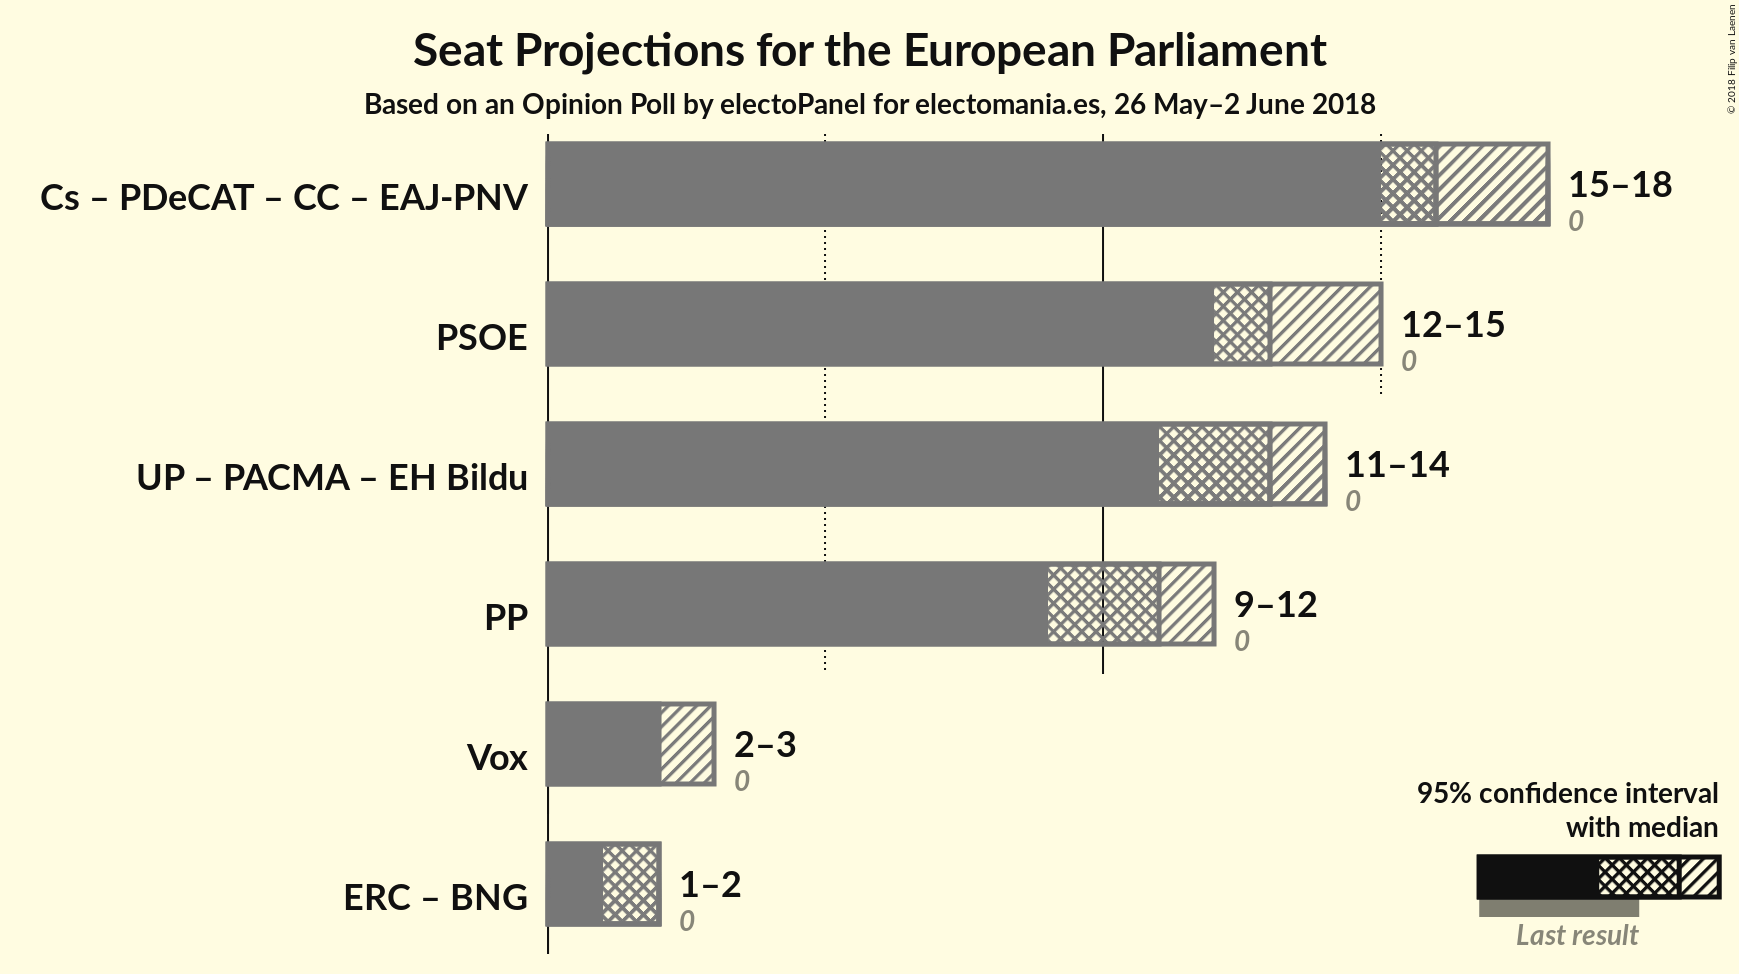 Seat Projections for the European Parliament
Based on an Opinion Poll by electoPanel for electomania.es, 26 May–2 June 2018
© 2018 Filip van Laenen
Cs – PDeCAT – CC – EAJ-PNV
15–18
0
PSOE
12–15
0
UP – PACMA – EH Bildu
11–14
0
PP
9–12
0
Vox
2–3
0
ERC – BNG
1–2
0
95% confidence interval
with median
Last result